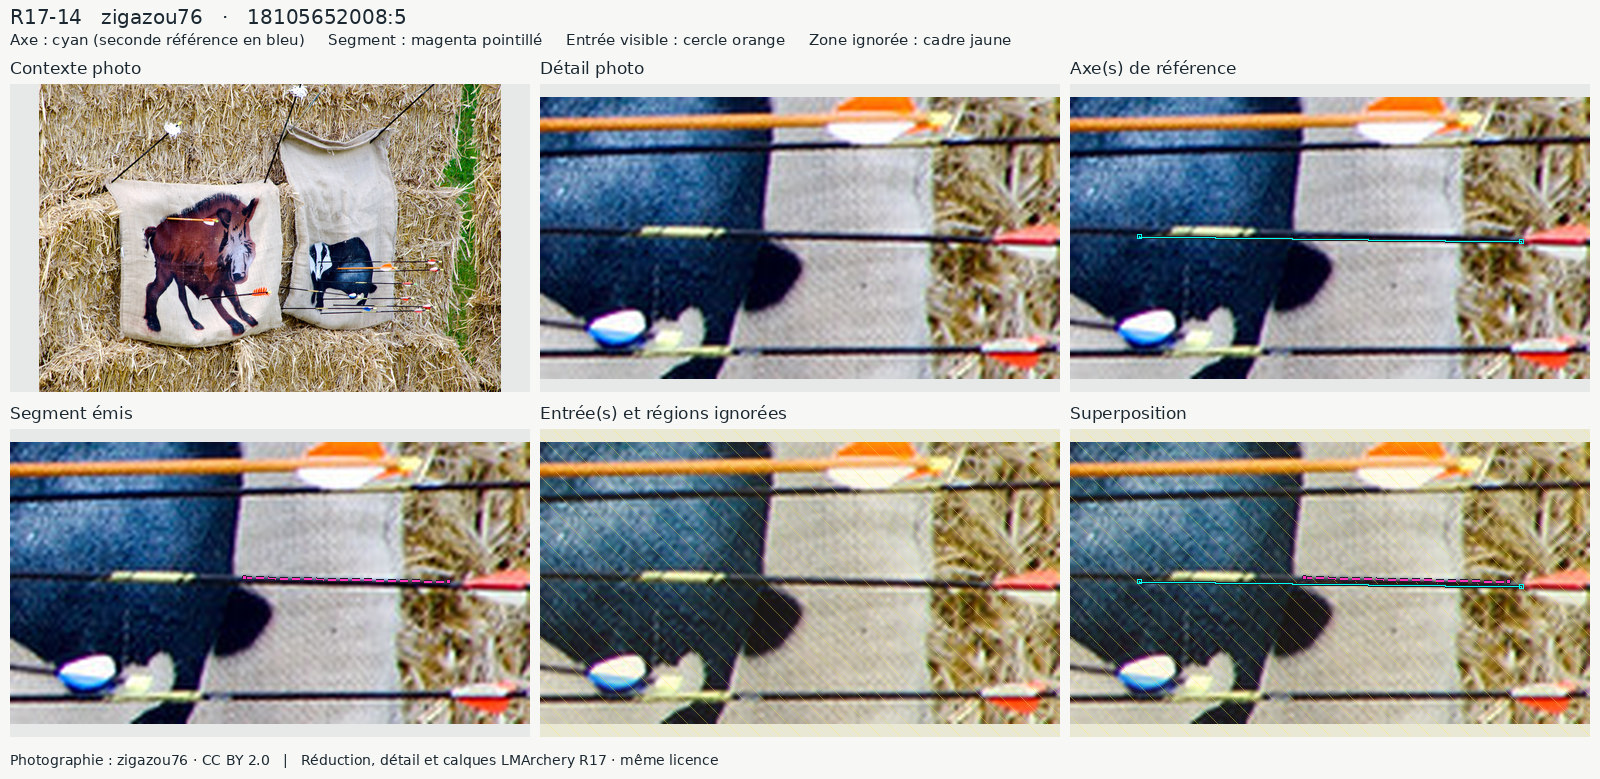 R17-14   zigazou76   ·   18105652008:5
Axe : cyan (seconde référence en bleu)     Segment : magenta pointillé     Entrée visible : cercle orange     Zone ignorée : cadre jaune
Contexte photo
Détail photo
Axe(s) de référence
Segment émis
Entrée(s) et régions ignorées
Superposition
Photographie : zigazou76 · CC BY 2.0   |   Réduction, détail et calques LMArchery R17 · même licence